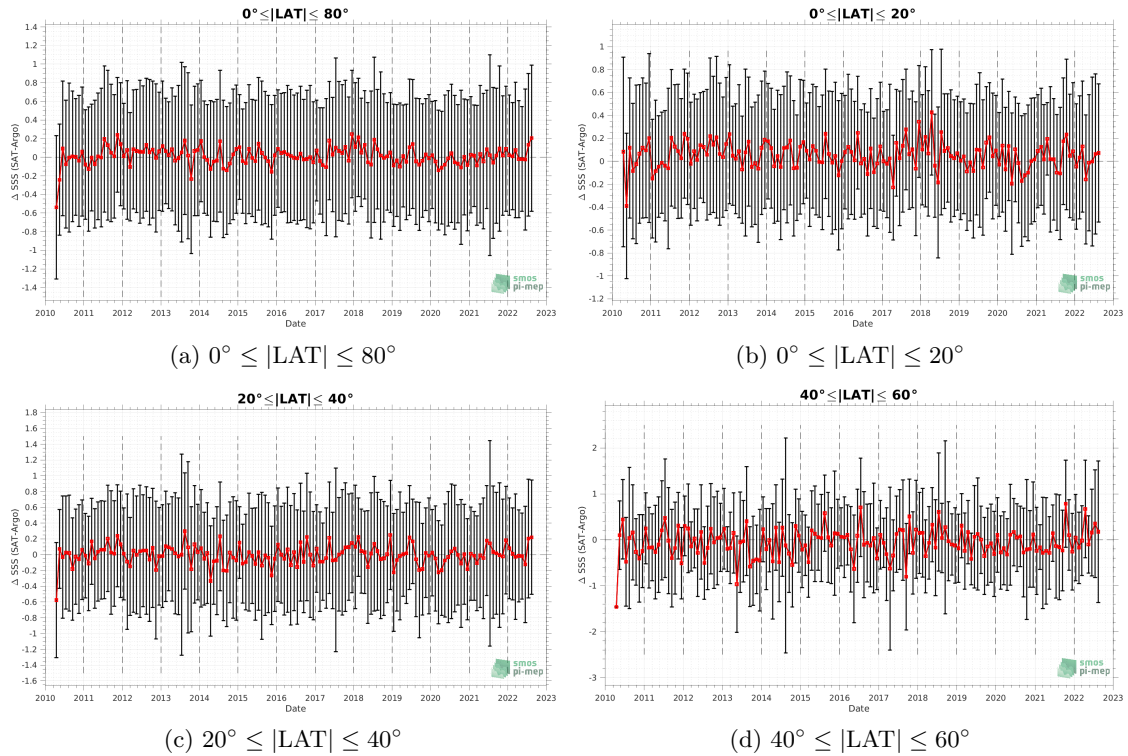 0°≤|LAT|≤ 80°
Δ SSS (SAT-Argo)
1.4
1.2
1
0.8
0.6
0.4
0.2
0
-0.2
-0.4
-0.6
-0.8
-1
-1.2
-1.4
smos
pi-mep
2010 2011 2012 2013 2014 2015 2016 2017 2018 2019 2020 2021 2022 2023
Date
(a) 0° ≤ |LAT| ≤ 80°
0°≤|LAT|≤ 20°
Δ SSS (SAT-Argo)
1
0.8
0.6
0.4
0.2
0
-0.2
-0.4
-0.6
-0.8
-1
-1.2
smos
pi-mep
2010 2011 2012 2013 2014 2015 2016 2017 2018 2019 2020 2021 2022 2023
Date
(b) 0° ≤ |LAT| ≤ 20°
20°≤|LAT|≤ 40°
Δ SSS (SAT-Argo)
1.8
1.6
1.4
1.2
1
0.8
0.6
0.4
0.2
0
-0.2
-0.4
-0.6
-0.8
-1
-1.2
-1.4
-1.6
smos
pi-mep
2010 2011 2012 2013 2014 2015 2016 2017 2018 2019 2020 2021 2022 2023
Date
(c) 20° ≤ |LAT| ≤ 40°
40°≤|LAT|≤ 60°
Δ SSS (SAT-Argo)
2
1
0
-1
-2
-3
smos
pi-mep
2010 2011 2012 2013 2014 2015 2016 2017 2018 2019 2020 2021 2022 2023
Date
(d) 40° ≤ |LAT| ≤ 60°